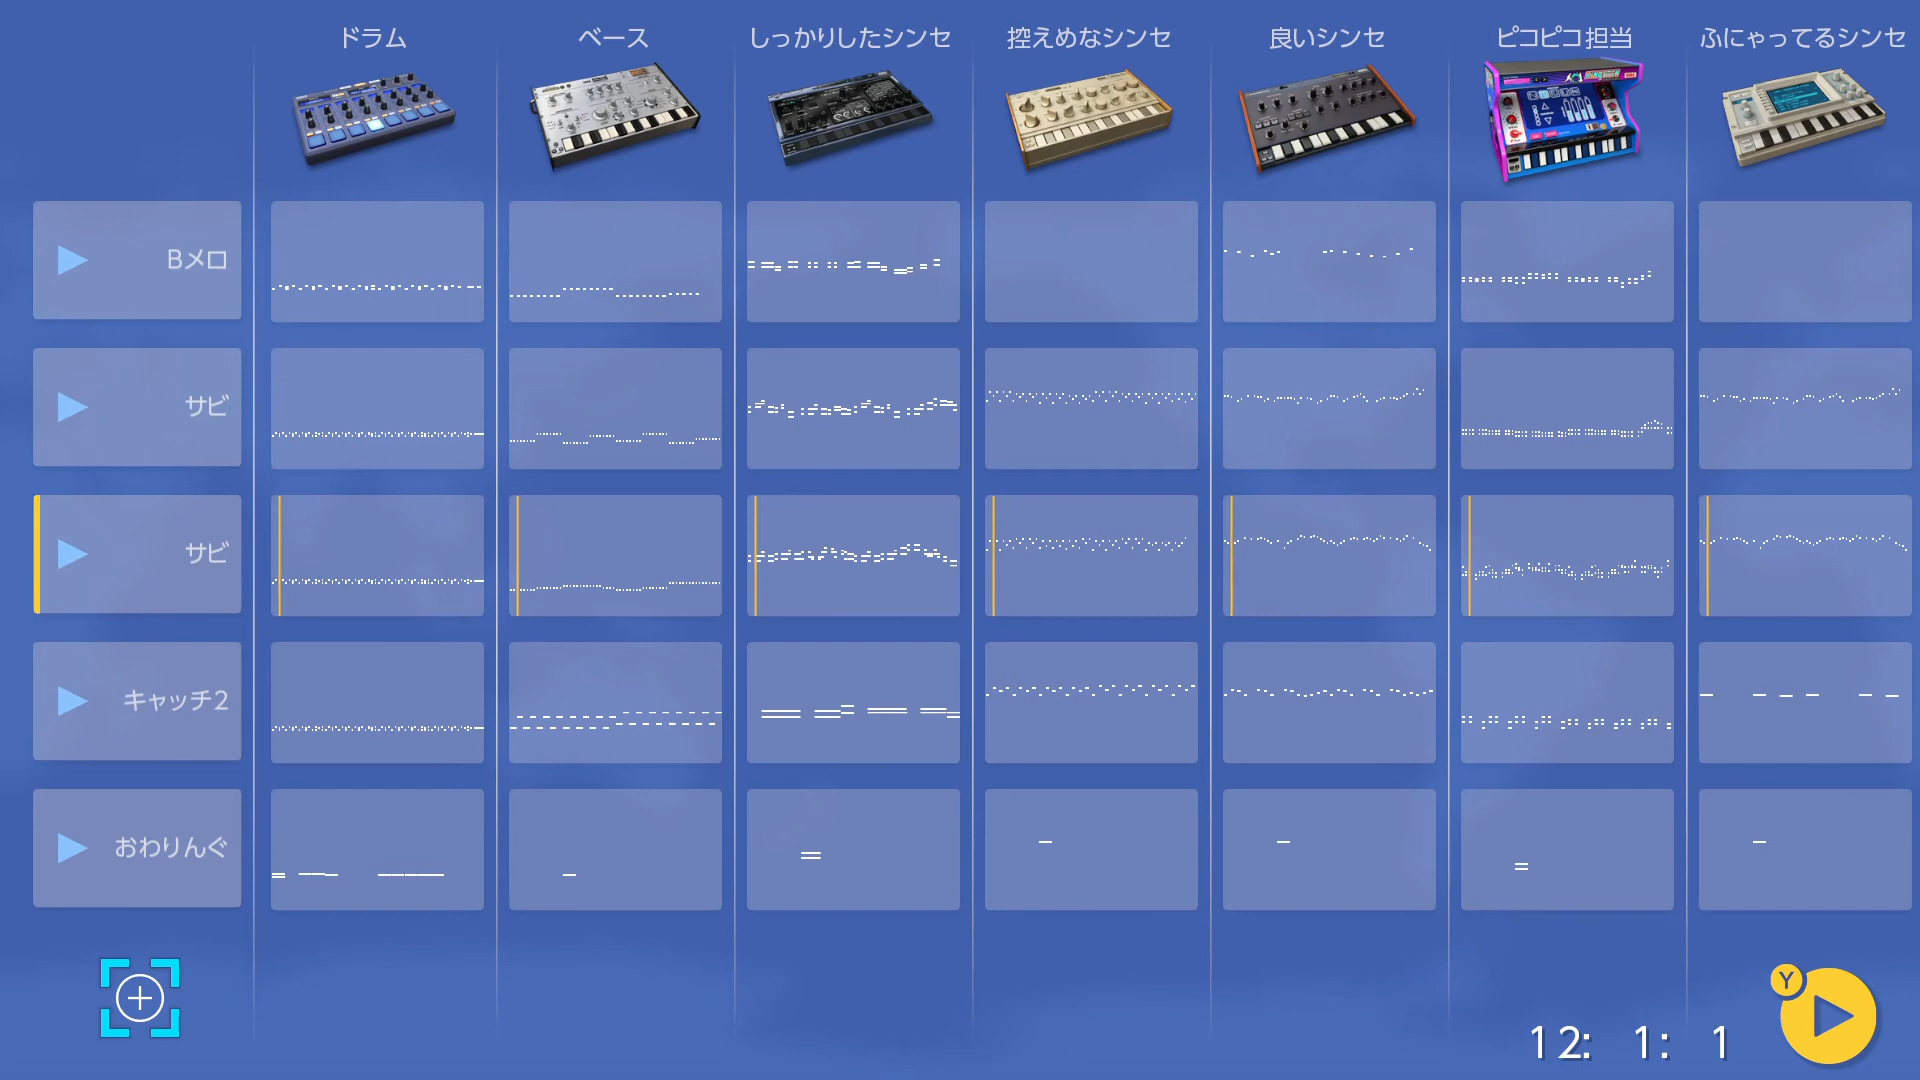 ドラム
ベース
しっかりしたシンセ
控えめなシンセ
良いシンセ
ピコピコ担当
ふにゃってるシンセ
Bメロ
サビ
サビ
キャッチ2
おわりんぐ
Y
12: 1: 1